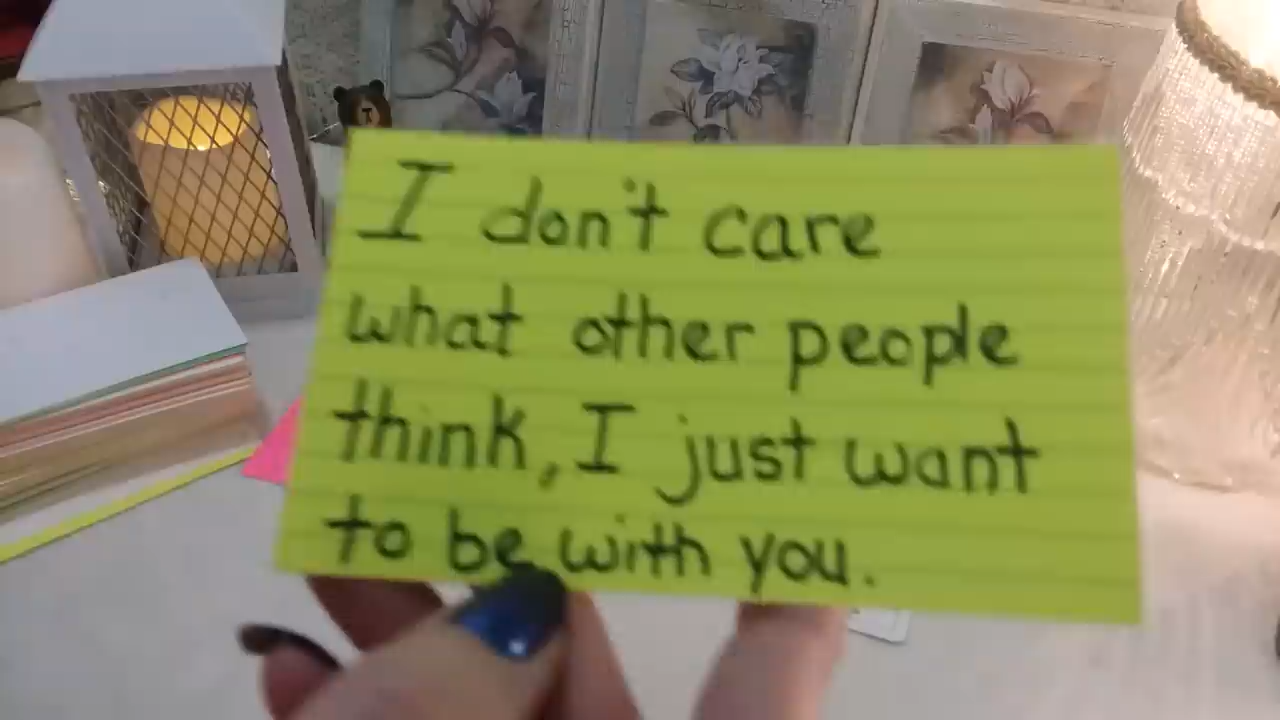 I don't care
what other people
think, I just want
to be with you.